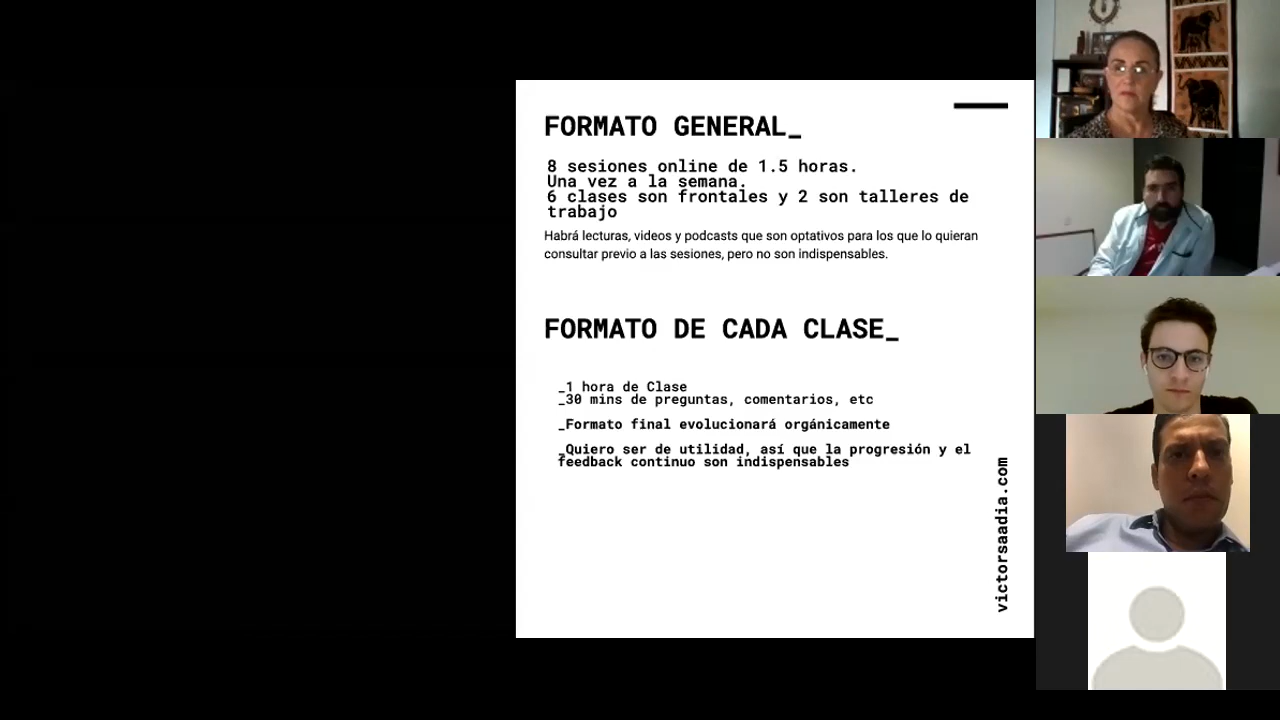 FORMATO GENERAL_
8 sesiones online de 1.5 horas.
Una vez a la semana.
6 clases son frontales y 2 son talleres de
trabajo
Habrá lecturas, videos y podcasts que son optativos para los que lo quieran
consultar previo a las sesiones, pero no son indispensables.
FORMATO DE CADA CLASE_
_1 hora de Clase
_30 mins de preguntas, comentarios, etc
_Formato final evolucionará orgánicamente
_Quiero ser de utilidad, así que la progresión y el
feedback continuo son indispensables
victorsaadia.com